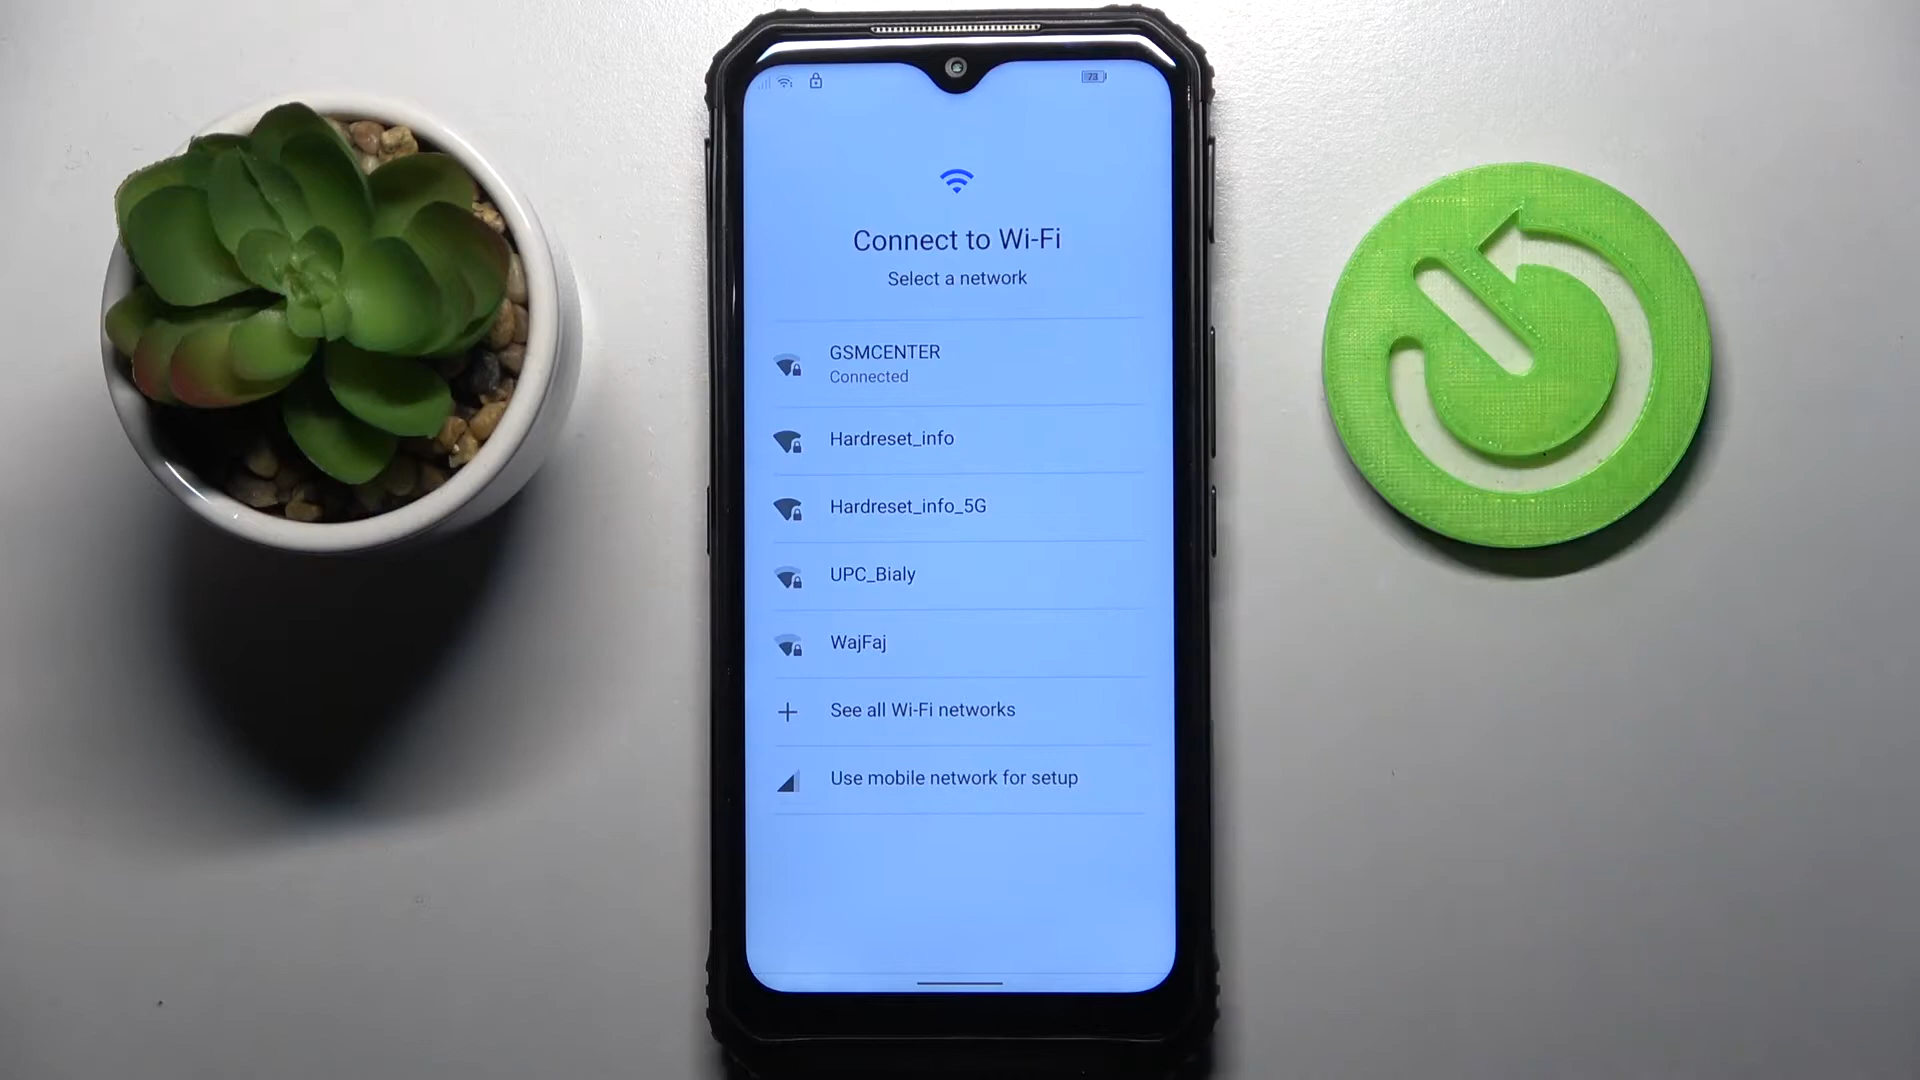 73
Connect to Wi-Fi
Select a network
GSMCENTER
Connected
Hardreset_info
Hardreset_info_5G
UPC_Bialy
WajFaj
See all Wi-Fi networks
Use mobile network for setup